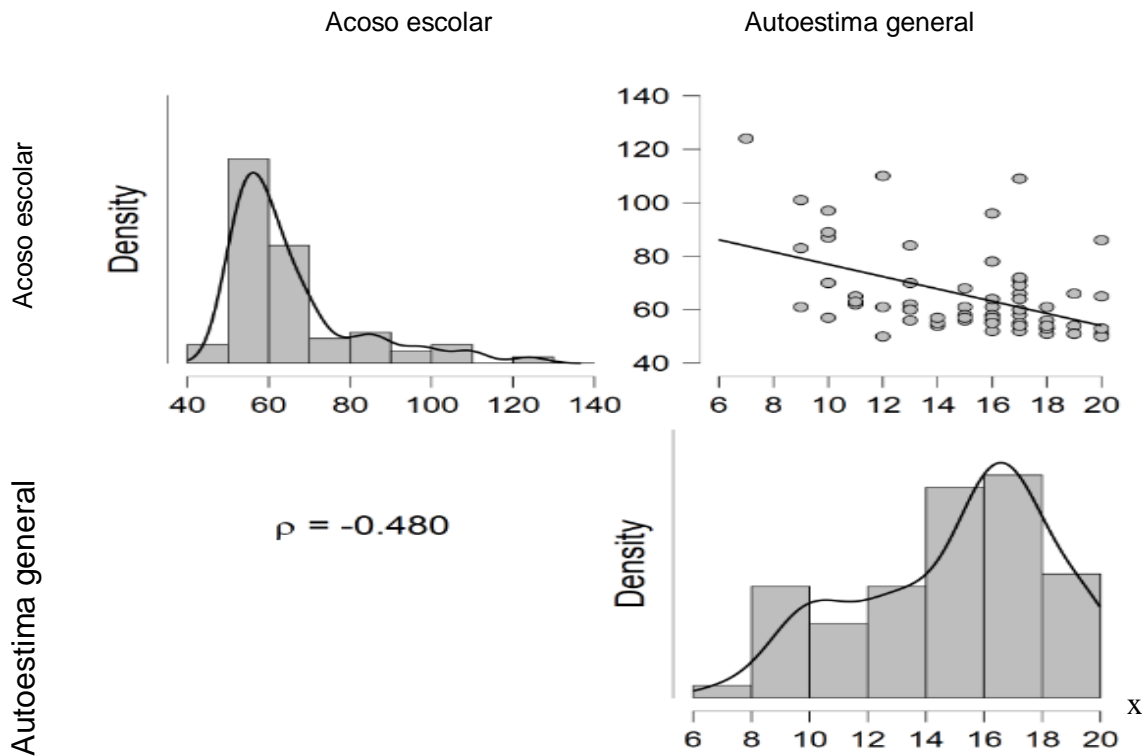 Acoso escolar
Autoestima general
Acoso escolar
Density
40 60 80 100 120 140
140
120
100
80
60
40
6 8 10 12 14 16 18 20
Autoestima general
ρ = -0.480
Density
6 8 10 12 14 16 18 20
x